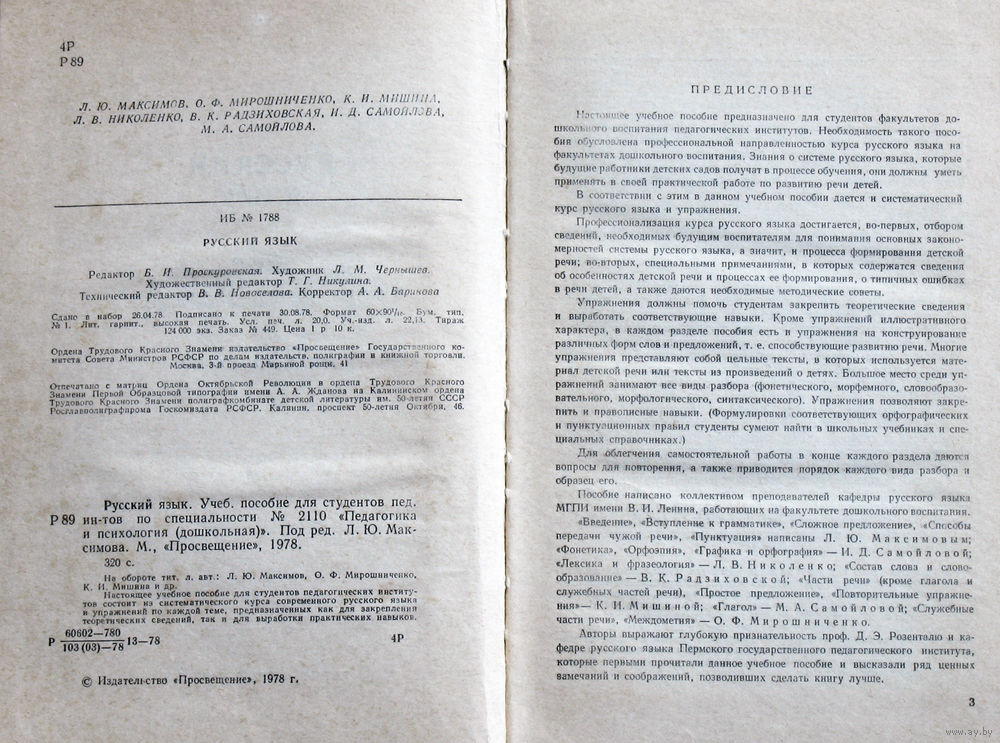 4Р
Р 89
Л. Ю. МАКСИМОВ, О. Ф. МИРОШНИЧЕНКО, К. И. МИШИНА,
Л. В. НИКОЛЕНКО, В. К. РАДЗИХОВСКАЯ, И. Д. САМОЙЛОВА,
М. А. САМОЙЛОВА.
ИБ № 1788
РУССКИЙ ЯЗЫК
Редактор Б. И. Проскуровская. Художник Л. М. Чернышев.
Художественный редактор Т. Г. Никулина.
Технический редактор В. В. Новоселова. Корректор А. А. Баринова
Сдано в набор 26.04.78. Подписано к печати 30.08.78. Формат 60×90¹/₁₆. Бум. тип.
№ 1. Лит. гарнит., высокая печать. Усл. печ л. 20,0. Уч.-изд. л. 22,13. Тираж
124 000 экз. Заказ № 449. Цена 1 р 10 к.
Ордена Трудового Красного Знамени издательство «Просвещение» Государственного ко-
митета Совета Министров РСФСР по делам издательств, полиграфии и книжной торговли.
Москва, 3-й проезд Марьиной рощи, 41
Отпечатано с матриц Ордена Октябрьской Революции и ордена Трудового Красного
Знамени Первой Образцовой типографии имени А. А. Жданова на Калининском ордена
Трудового Красного Знамени полиграфкомбинате детской литературы им. 50-летия СССР
Росглавполиграфпрома Госкомиздата РСФСР. Калинин, проспект 50-летия Октября, 46.
Русский язык. Учеб. пособие для студентов пед.
Р 89 ин-тов по специальности № 2110 «Педагогика
и психология (дошкольная)». Под ред. Л. Ю. Мак-
симова. М., «Просвещение», 1978.
320 с.
На обороте тит. л. авт.: Л. Ю. Максимов, О. Ф. Мирошниченко,
К. И. Мишина и др.
Настоящее учебное пособие для студентов педагогических институ-
тов состоит из систематического курса современного русского языка
и упражнений по каждой теме, предназначенных как для закрепления
теоретических сведений, так и для выработки практических навыков.
60602—780
Р 13—78 4Р
103 (03)—78
© Издательство «Просвещение», 1978 г.
ПРЕДИСЛОВИЕ
Настоящее учебное пособие предназначено для студентов факультетов до-
школьного воспитания педагогических институтов. Необходимость такого посо-
бия обусловлена профессиональной направленностью курса русского языка на
факультетах дошкольного воспитания. Знания о системе русского языка, которые
будущие работники детских садов получат в процессе обучения, они должны уметь
применять в своей практической работе по развитию речи детей.
В соответствии с этим в данном учебном пособии дается и систематический
курс русского языка и упражнения.
Профессионализация курса русского языка достигается, во-первых, отбором
сведений, необходимых будущим воспитателям для понимания основных законо-
мерностей системы русского языка, а значит, и процесса формирования детской
речи; во-вторых, специальными примечаниями, в которых содержатся сведения
об особенностях детской речи и процессах ее формирования, о типичных ошибках
в речи детей, а также даются необходимые методические советы.
Упражнения должны помочь студентам закрепить теоретические сведения
и выработать соответствующие навыки. Кроме упражнений иллюстративного
характера, в каждом разделе пособия есть и упражнения на конструирование
различных форм слов и предложений, т. е. способствующие развитию речи. Многие
упражнения представляют собой цельные тексты, в которых используется мате-
риал детской речи или тексты из произведений о детях. Большое место среди уп-
ражнений занимают все виды разбора (фонетического, морфемного, словообразо-
вательного, морфологического, синтаксического). Упражнения позволяют закре-
пить и правописные навыки. (Формулировки соответствующих орфографических
и пунктуационных правил студенты сумеют найти в школьных учебниках и спе-
циальных справочниках.)
Для облегчения самостоятельной работы в конце каждого раздела даются
вопросы для повторения, а также приводится порядок каждого вида разбора и
образец его.
Пособие написано коллективом преподавателей кафедры русского языка
МГПИ имени В. И. Ленина, работающих на факультете дошкольного воспитания.
«Введение», «Вступление к грамматике», «Сложное предложение», «Способы
передачи чужой речи», «Пунктуация» написаны Л. Ю. Максимовым;
«Фонетика», «Орфоэпия», «Графика и орфография» — И. Д. Самойловой;
«Лексика и фразеология» — Л. В. Николенко; «Состав слова и слово-
образование» — В. К. Радзиховской; «Части речи» (кроме глагола и
служебных частей речи), «Простое предложение», «Повторительные упражне-
ния» — К. И. Мишиной; «Глагол» — М. А. Самойловой; «Служебные
части речи», «Междометия» — О. Ф. Мирошниченко.
Авторы выражают глубокую признательность проф. Д. Э. Розенталю и ка-
федре русского языка Пермского государственного педагогического института,
которые первыми прочитали данное учебное пособие и высказали ряд ценных
замечаний и соображений, позволивших сделать книгу лучше.
3
www.ay.by